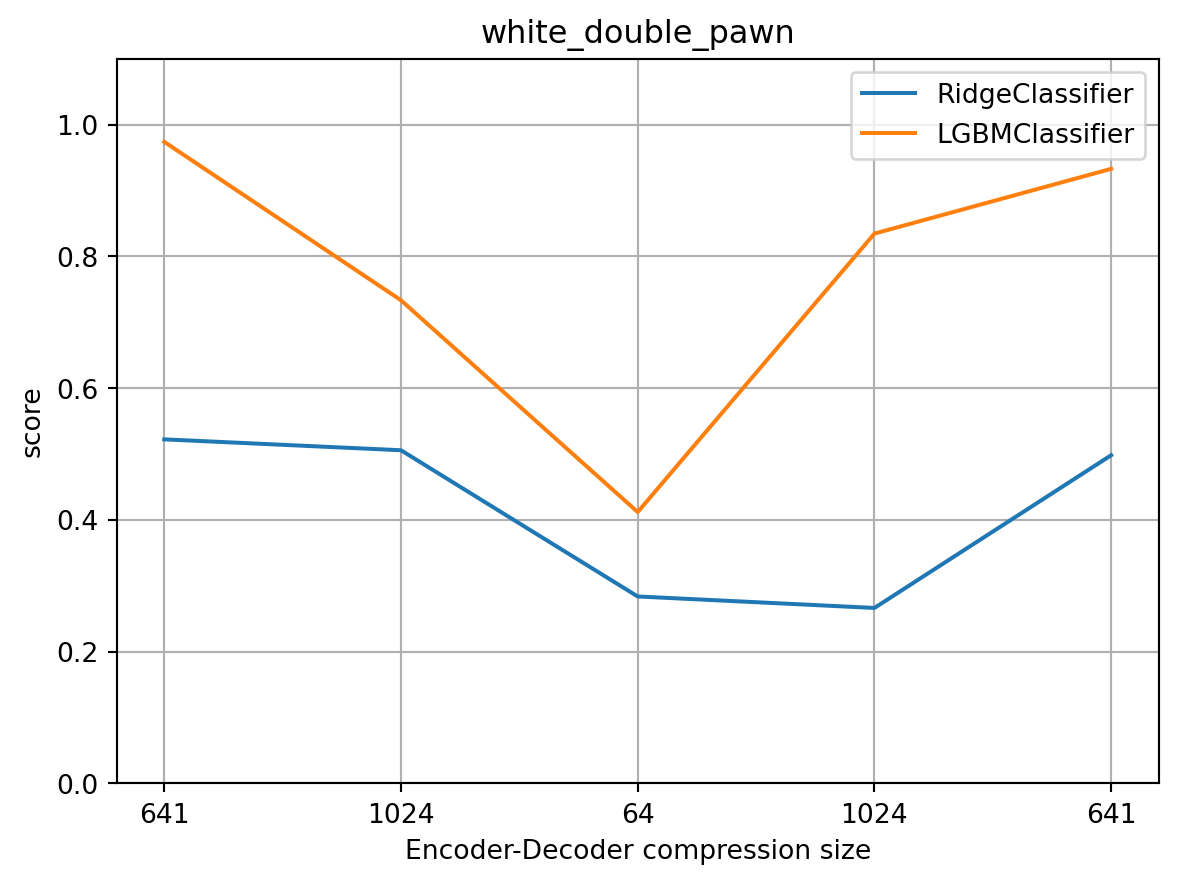 white_double_pawn
RidgeClassifier
LGBMClassifier
1.0
0.8
0.6
0.4
0.2
0.0
score
641 1024 64 1024 641
Encoder-Decoder compression size